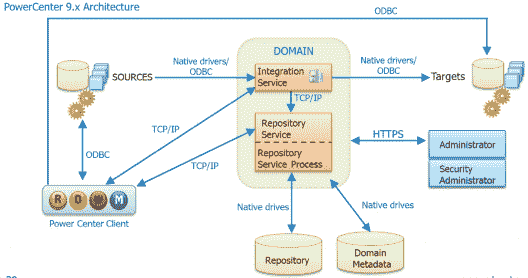 PowerCenter 9.x Architecture
ODBC
DOMAIN
SOURCES
Native drivers/
ODBC
Integration
Service
Native drivers/
ODBC
Targets
TCP/IP
TCP/IP
Repository
Service
HTTPS
Administrator
ODBC
TCP/IP
Repository
Service Process
Security
Administrator
R D W M
Power Center Client
Native drives
Native drives
Repository
Domain
Metadata